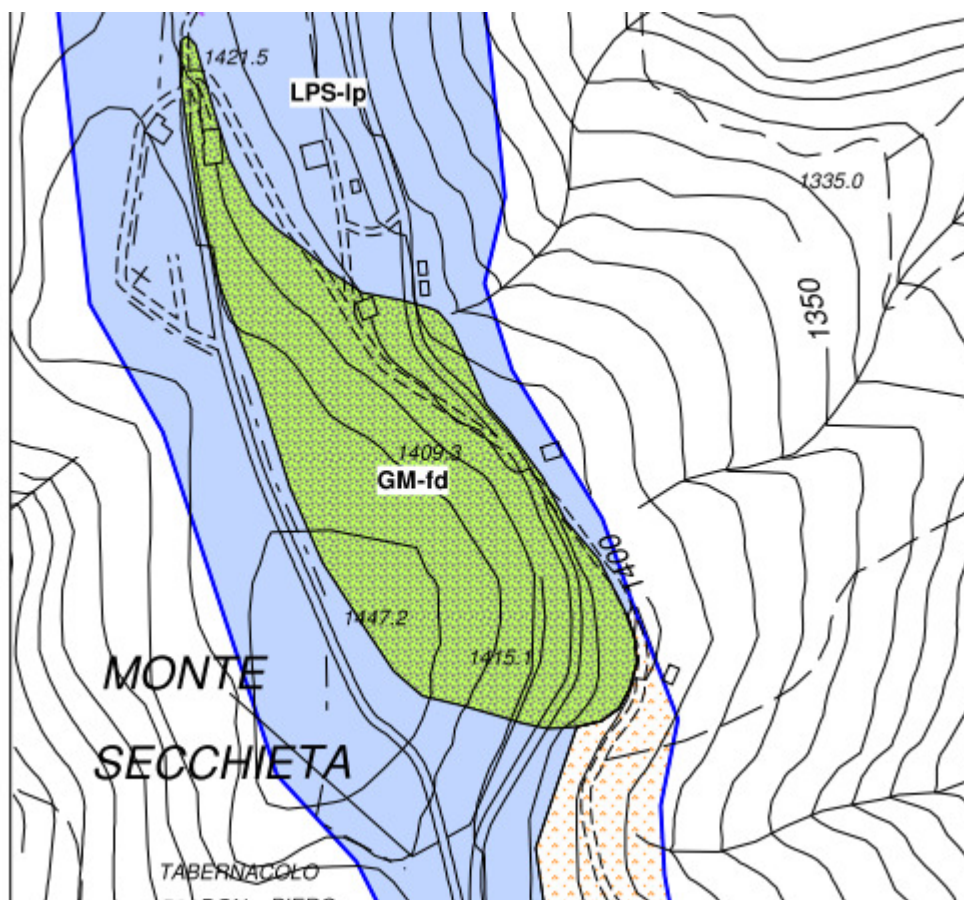 1421.5
LPS-lp
1335.0
1350
1409.3
GM-fd
1400
1447.2
1415.1
MONTE
SECCHIETA
TABERNACOLO